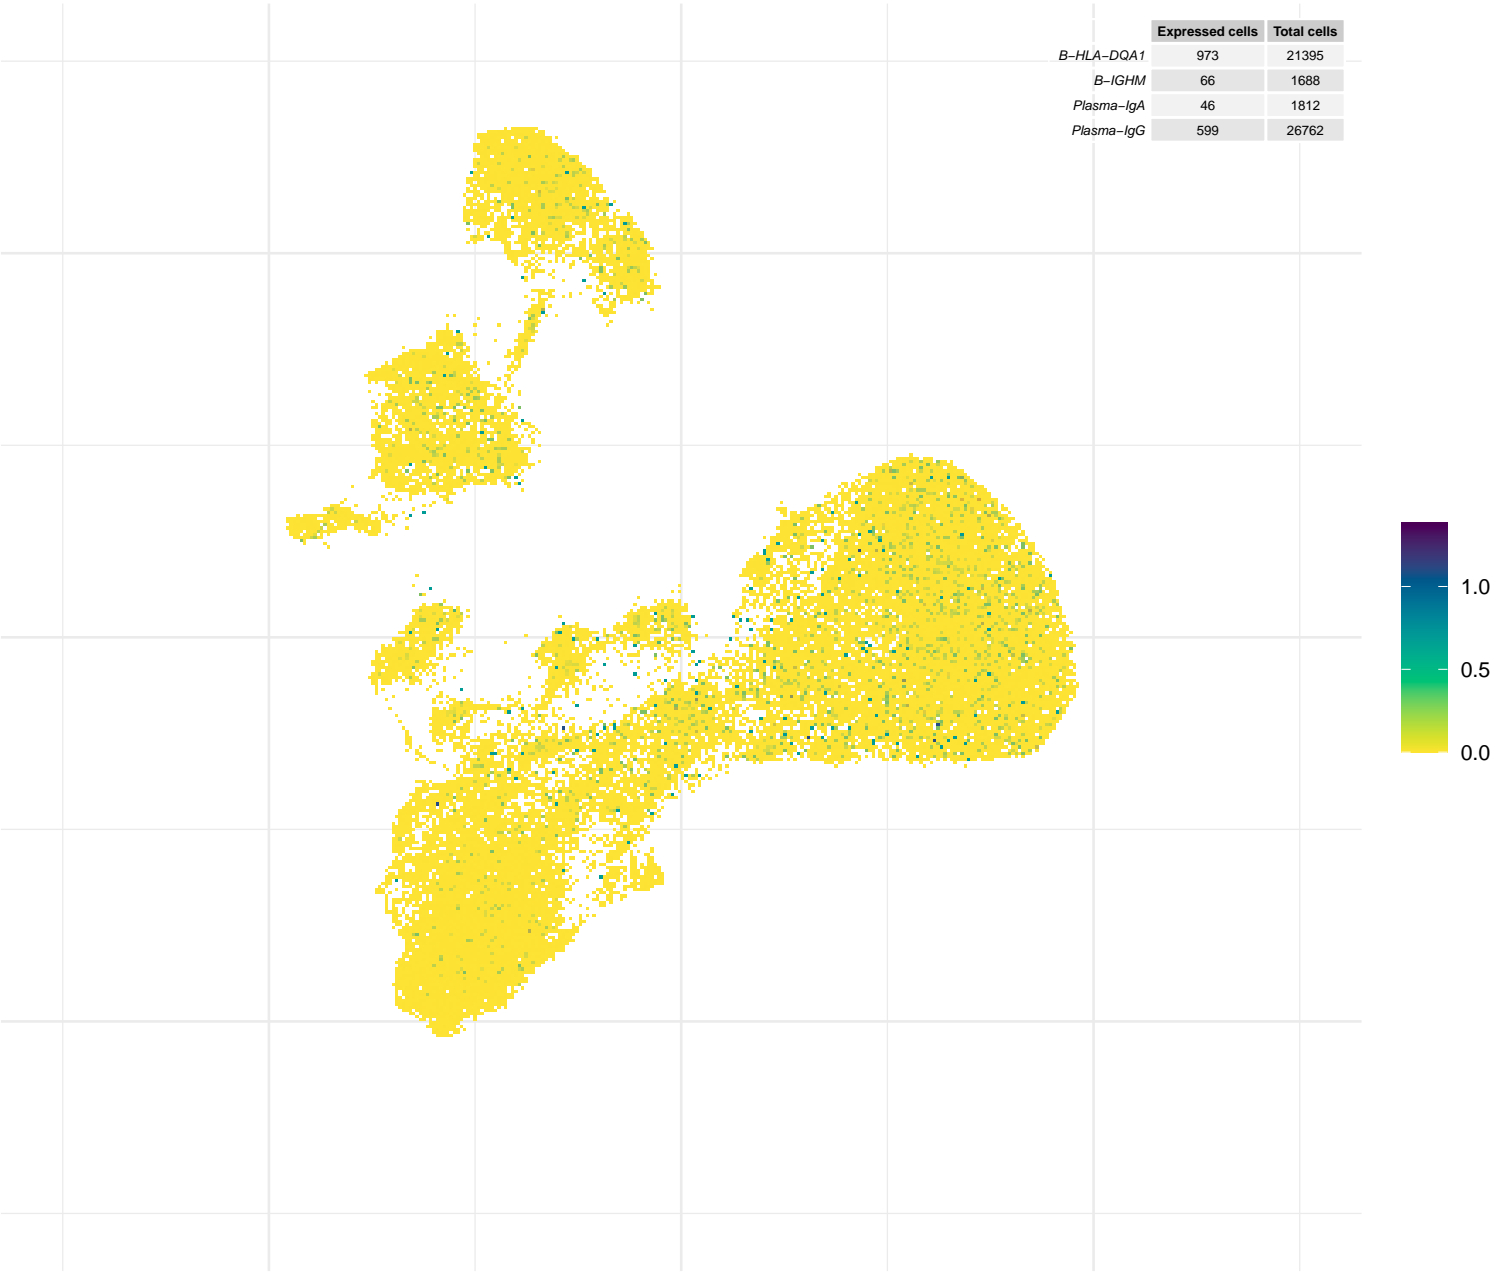 Expressed cells Total cells
B−HLA−DQA1 973 21395
B−IGHM 66 1688
Plasma−IgA 46 1812
Plasma−IgG 599 26762
1.0
0.5
0.0